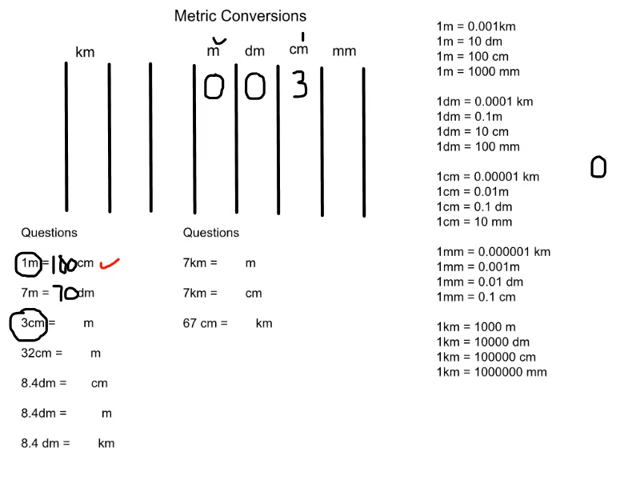 Metric Conversions
km m dm cm mm
0 0 3
Questions
1m = 100 cm
7m = 70 dm
3cm = m
32cm = m
8.4dm = cm
8.4dm = m
8.4 dm = km
Questions
7km = m
7km = cm
67 cm = km
1m = 0.001km
1m = 10 dm
1m = 100 cm
1m = 1000 mm
1dm = 0.0001 km
1dm = 0.1m
1dm = 10 cm
1dm = 100 mm
1cm = 0.00001 km
1cm = 0.01m
1cm = 0.1 dm
1cm = 10 mm
1mm = 0.000001 km
1mm = 0.001m
1mm = 0.01 dm
1mm = 0.1 cm
1km = 1000 m
1km = 10000 dm
1km = 100000 cm
1km = 1000000 mm
0